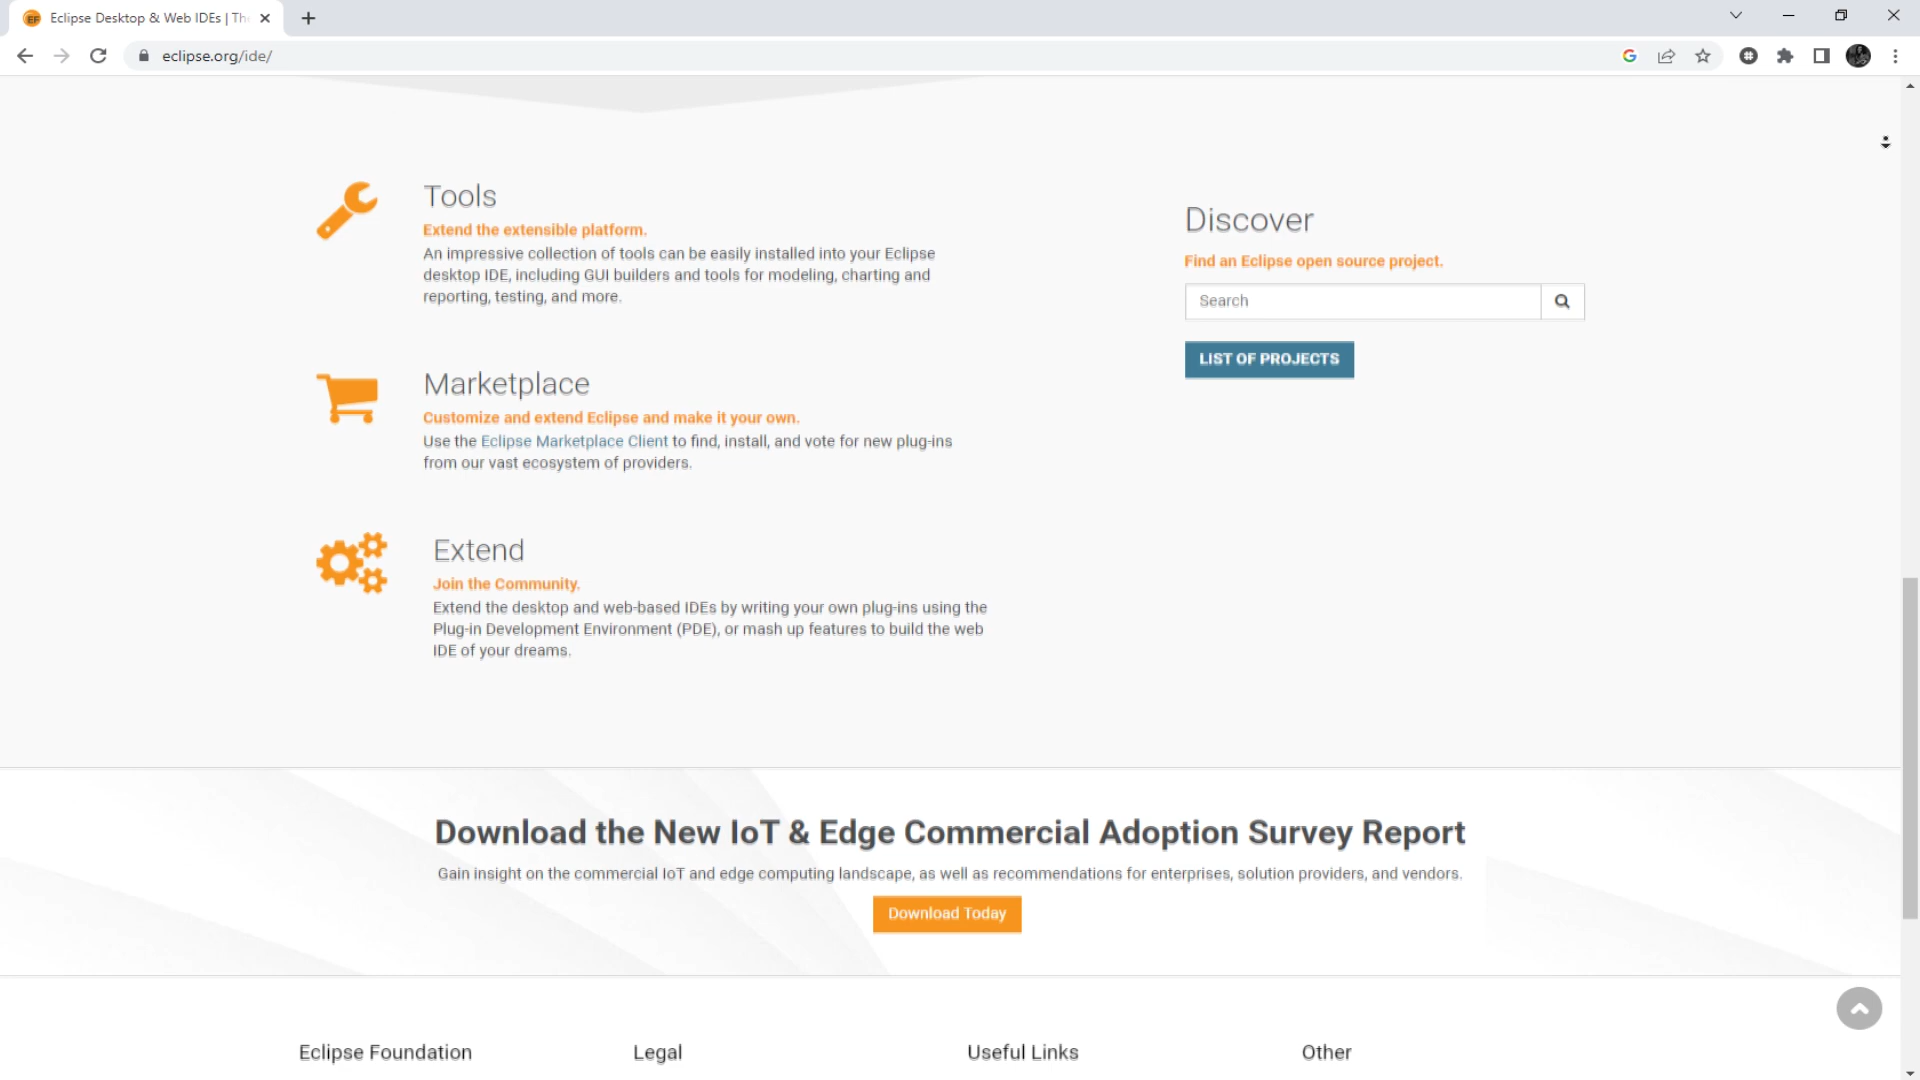 Eclipse Desktop & Web IDEs | Th
eclipse.org/ide/
Tools
Extend the extensible platform.
An impressive collection of tools can be easily installed into your Eclipse
desktop IDE, including GUI builders and tools for modeling, charting and
reporting, testing, and more.
Discover
Find an Eclipse open source project.
Search
LIST OF PROJECTS
Marketplace
Customize and extend Eclipse and make it your own.
Use the Eclipse Marketplace Client to find, install, and vote for new plug-ins
from our vast ecosystem of providers.
Extend
Join the Community.
Extend the desktop and web-based IDEs by writing your own plug-ins using the
Plug-in Development Environment (PDE), or mash up features to build the web
IDE of your dreams.
Download the New IoT & Edge Commercial Adoption Survey Report
Gain insight on the commercial IoT and edge computing landscape, as well as recommendations for enterprises, solution providers, and vendors.
Download Today
Eclipse Foundation
Legal
Useful Links
Other